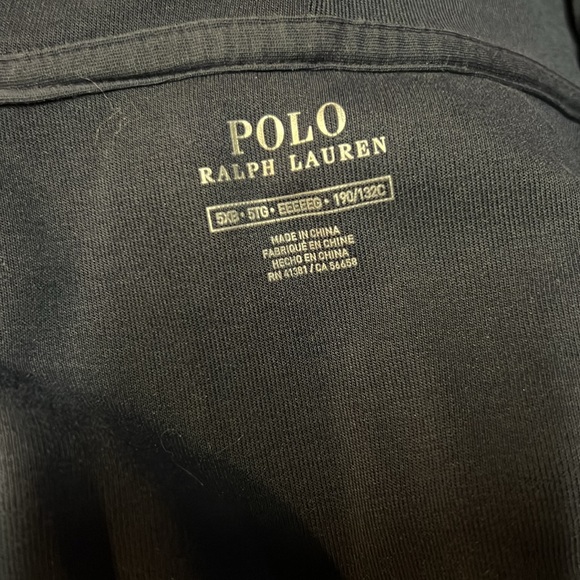 POLO
RALPH LAUREN
5XB • 5TG • EEEEEG • 190/132C
MADE IN CHINA
FABRIQUÉ EN CHINE
HECHO EN CHINA
RN 41381 / CA 56658